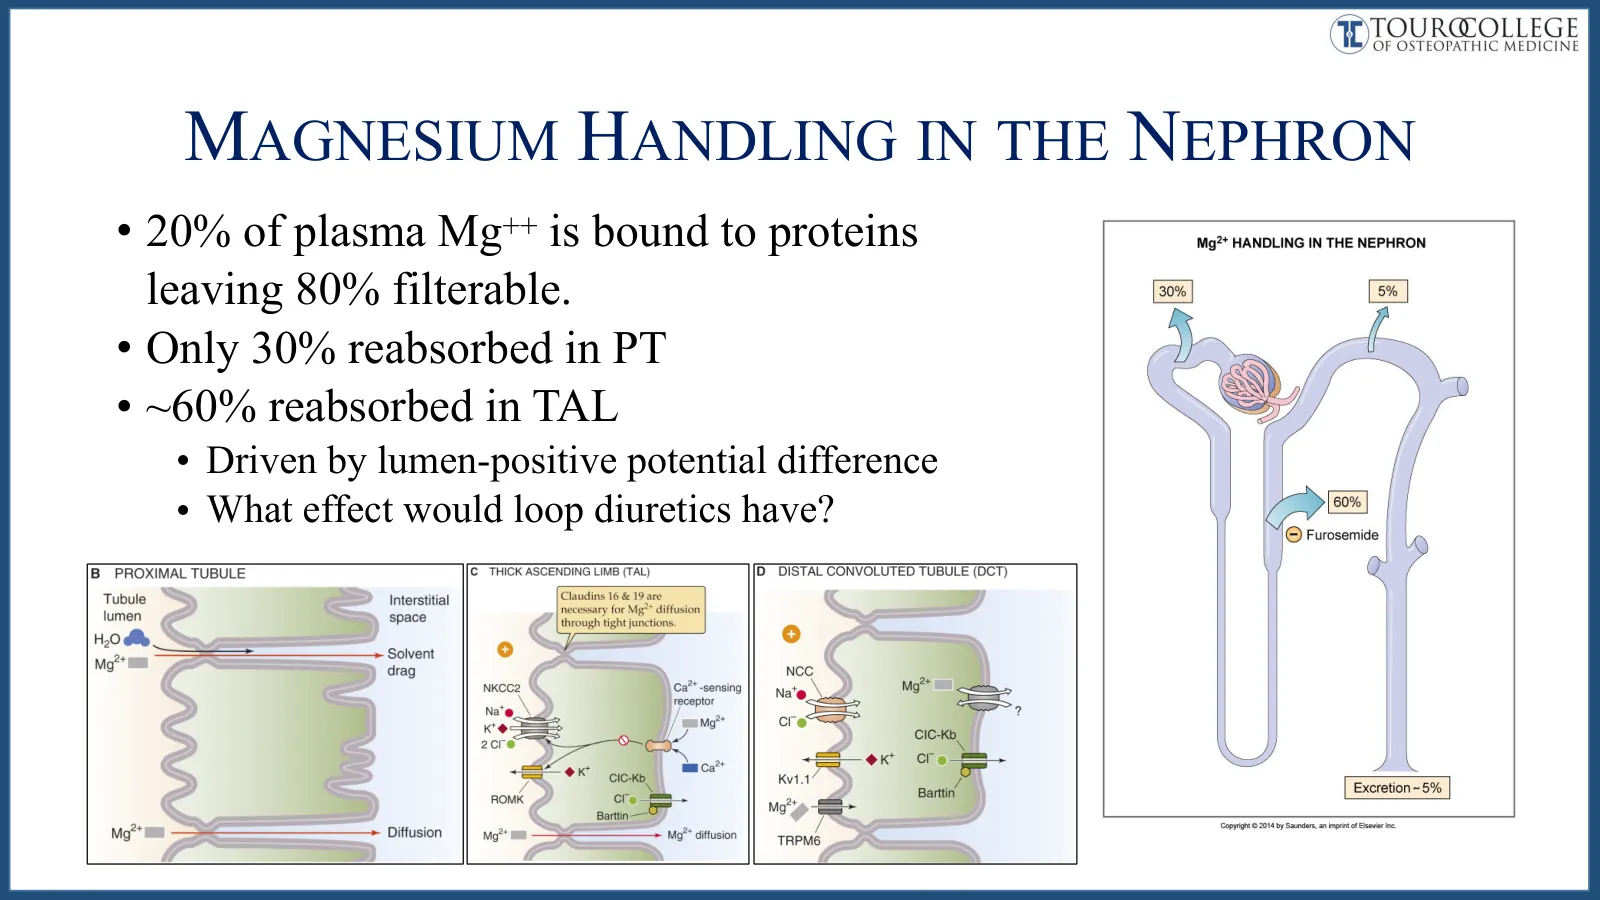 TOURO COLLEGE
OF OSTEOPATHIC MEDICINE
MAGNESIUM HANDLING IN THE NEPHRON
• 20% of plasma Mg++ is bound to proteins
leaving 80% filterable.
• Only 30% reabsorbed in PT
• ~60% reabsorbed in TAL
• Driven by lumen-positive potential difference
• What effect would loop diuretics have?
B PROXIMAL TUBULE
Tubule
lumen
Interstitial
space
H2O
Mg2+
Solvent
drag
Mg2+
Diffusion
C THICK ASCENDING LIMB (TAL)
Claudins 16 & 19 are
necessary for Mg2+ diffusion
through tight junctions.
+
NKCC2
Na+
K+
2 Cl–
Ca2+-sensing
receptor
Mg2+
Ca2+
K+
ROMK
ClC-Kb
Cl–
Barttin
Mg2+
Mg2+ diffusion
D DISTAL CONVOLUTED TUBULE (DCT)
+
NCC
Na+
Cl–
Mg2+
?
ClC-Kb
Cl–
Barttin
K+
Kv1.1
Mg2+
TRPM6
Mg2+ HANDLING IN THE NEPHRON
30%
5%
60%
– Furosemide
Excretion ~ 5%
Copyright © 2014 by Saunders, an imprint of Elsevier Inc.